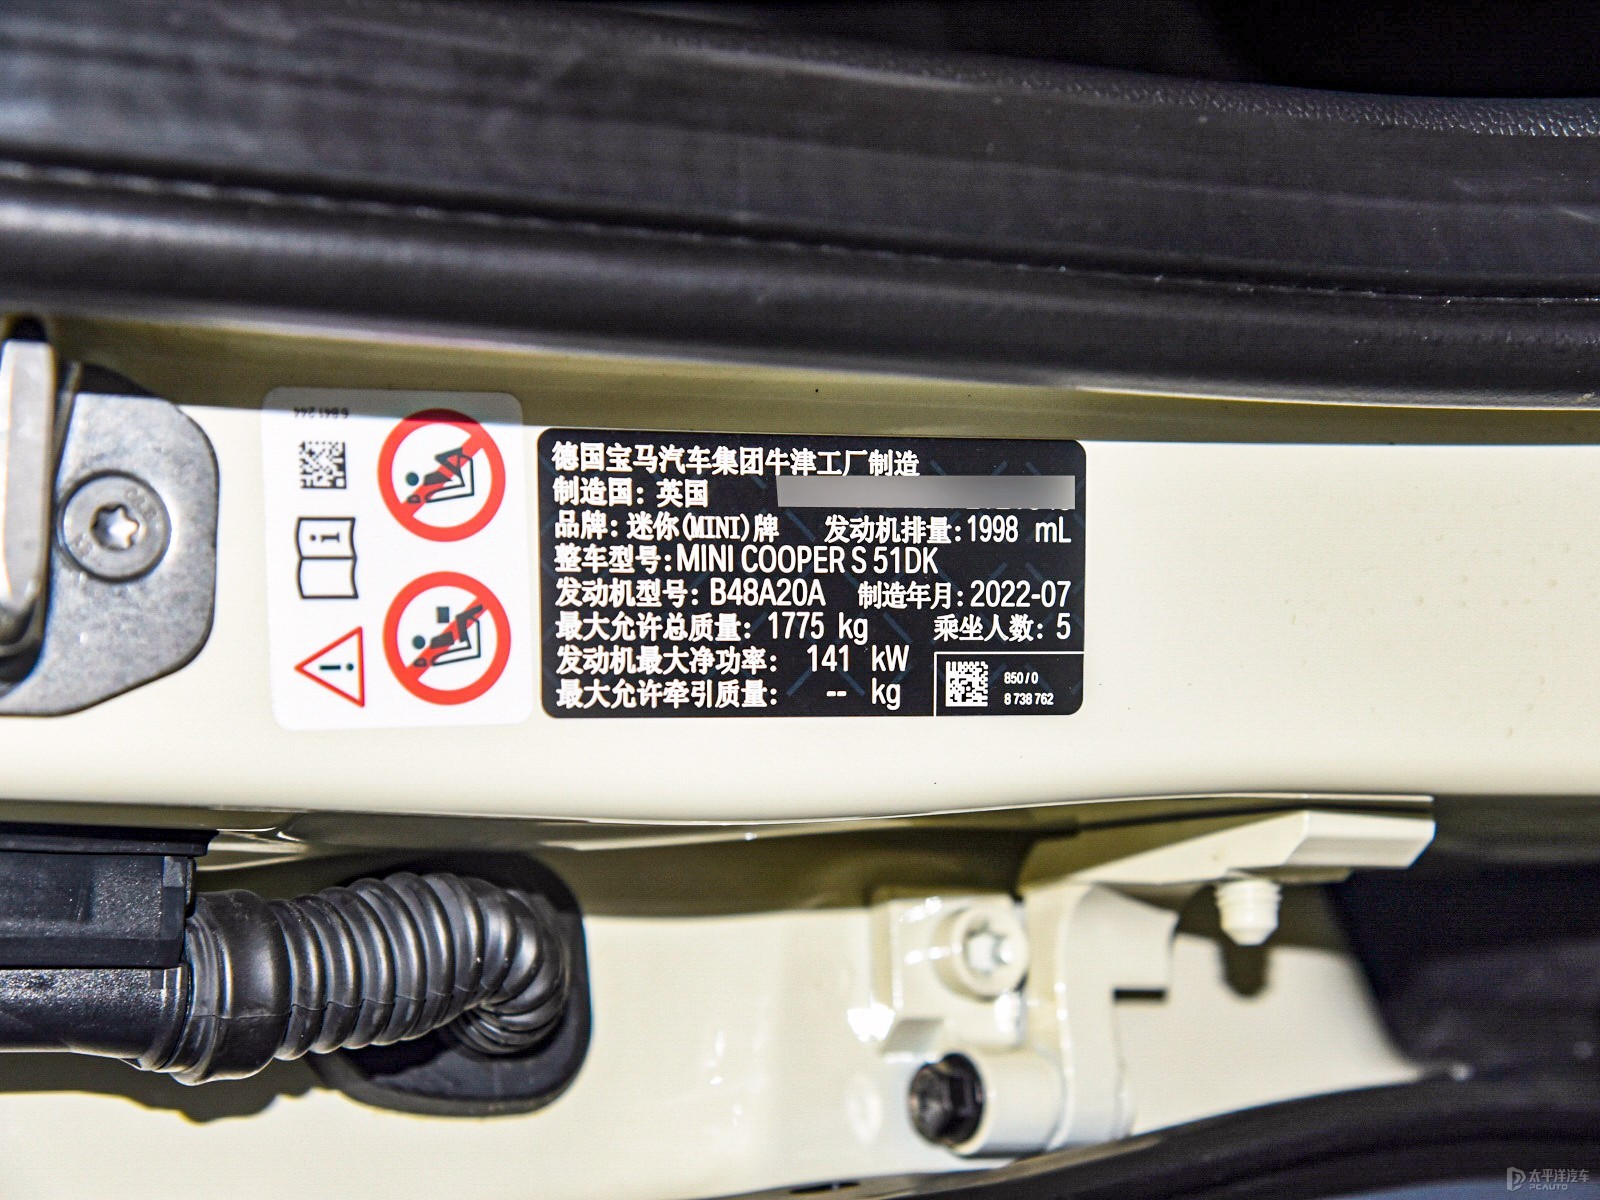 德国宝马汽车集团牛津工厂制造
制造国: 英国
品牌: 迷你(MINI)牌 发动机排量: 1998 mL
整车型号: MINI COOPER S 51DK
发动机型号: B48A20A 制造年月: 2022-07
最大允许总质量: 1775 kg 乘坐人数: 5
发动机最大净功率: 141 kW
最大允许牵引质量: -- kg
850/0
8 738 762
太平洋汽车
PCAUTO